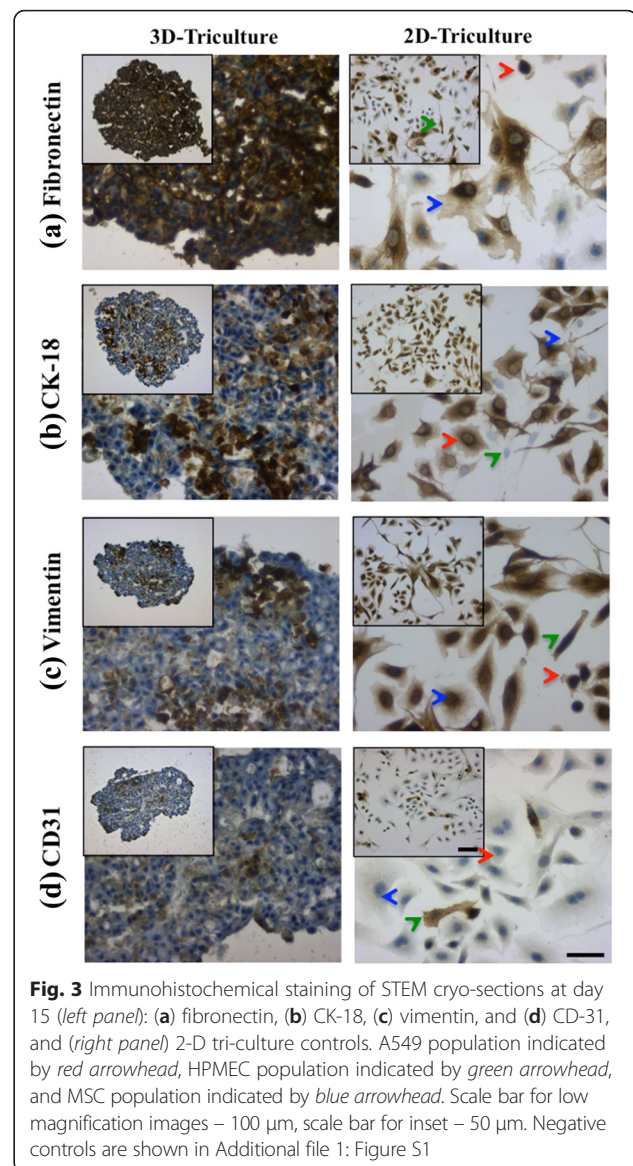 3D-Triculture 2D-Triculture
(a) Fibronectin
(b) CK-18
(c) Vimentin
(d) CD31
Fig. 3 Immunohistochemical staining of STEM cryo-sections at day
15 (left panel): (a) fibronectin, (b) CK-18, (c) vimentin, and (d) CD-31,
and (right panel) 2-D tri-culture controls. A549 population indicated
by red arrowhead, HPMEC population indicated by green arrowhead,
and MSC population indicated by blue arrowhead. Scale bar for low
magnification images – 100 μm, scale bar for inset – 50 μm. Negative
controls are shown in Additional file 1: Figure S1